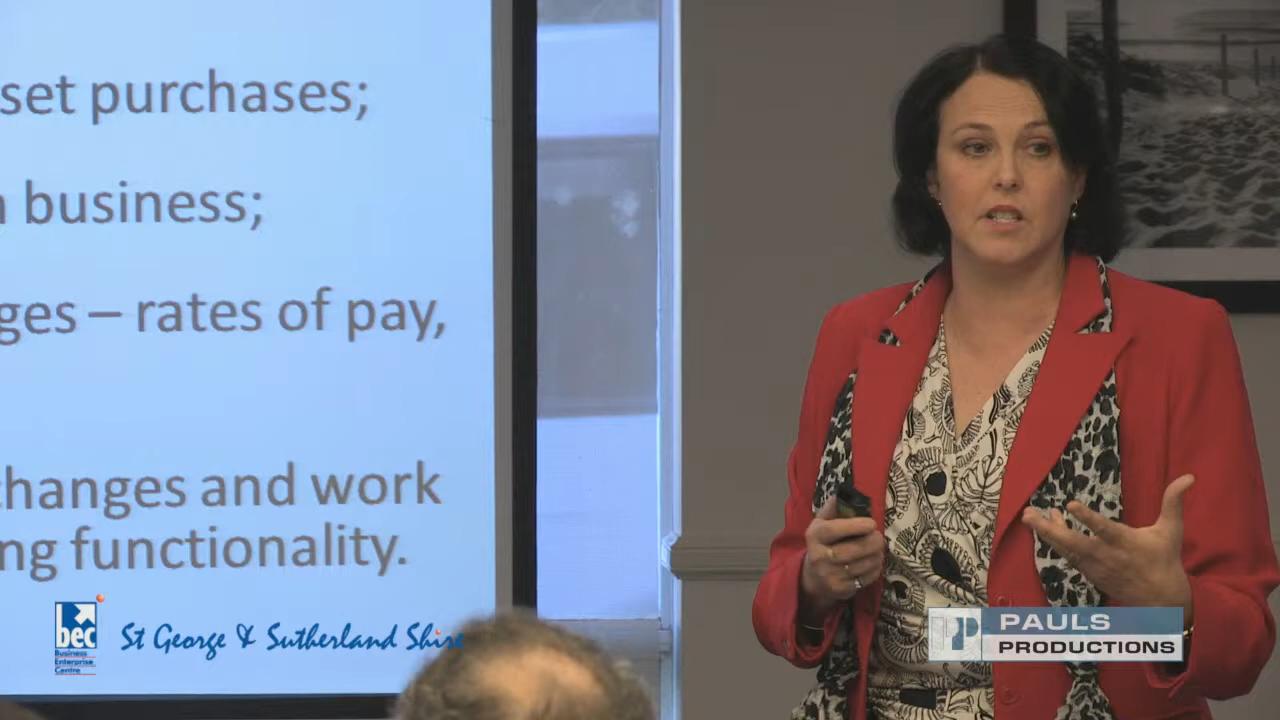 set purchases;
business;
ges – rates of pay,
changes and work
ng functionality.
bec
Business
Enterprise
Centre
St George & Sutherland Shire
PP
PAULS
PRODUCTIONS